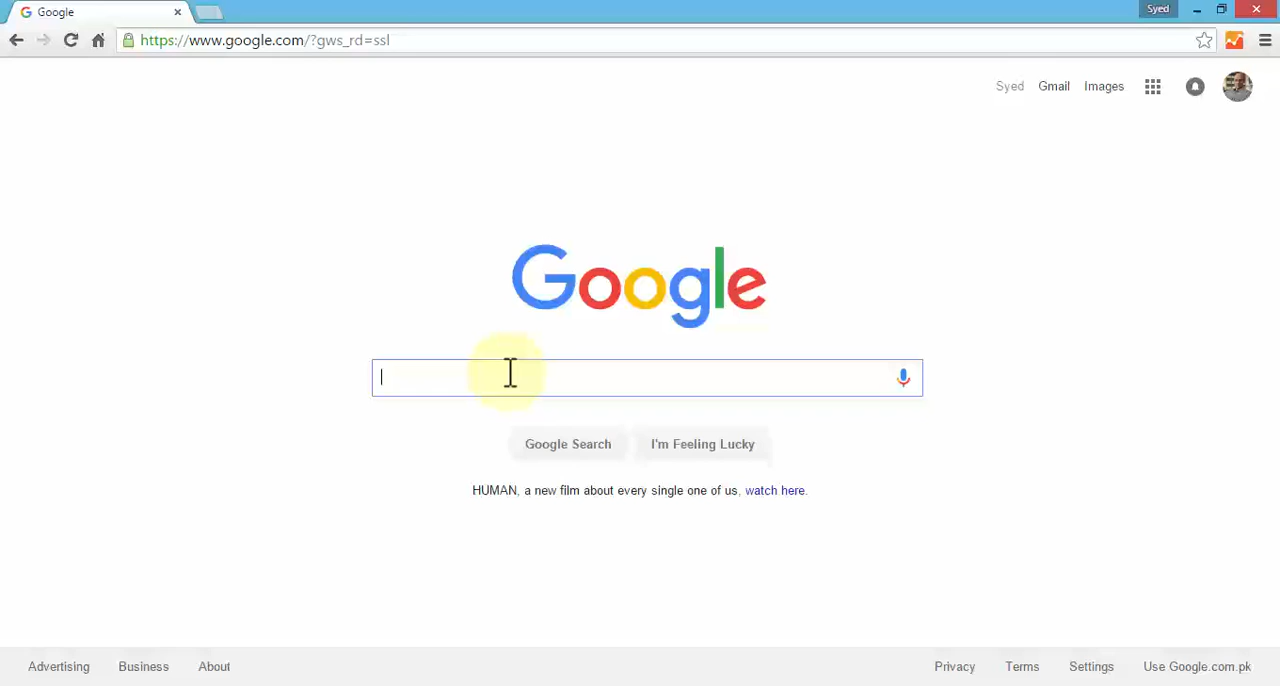 Google
Syed
https://www.google.com/?gws_rd=ssl
Syed Gmail Images
Google
Google Search I'm Feeling Lucky
HUMAN, a new film about every single one of us, watch here.
Advertising Business About Privacy Terms Settings Use Google.com.pk